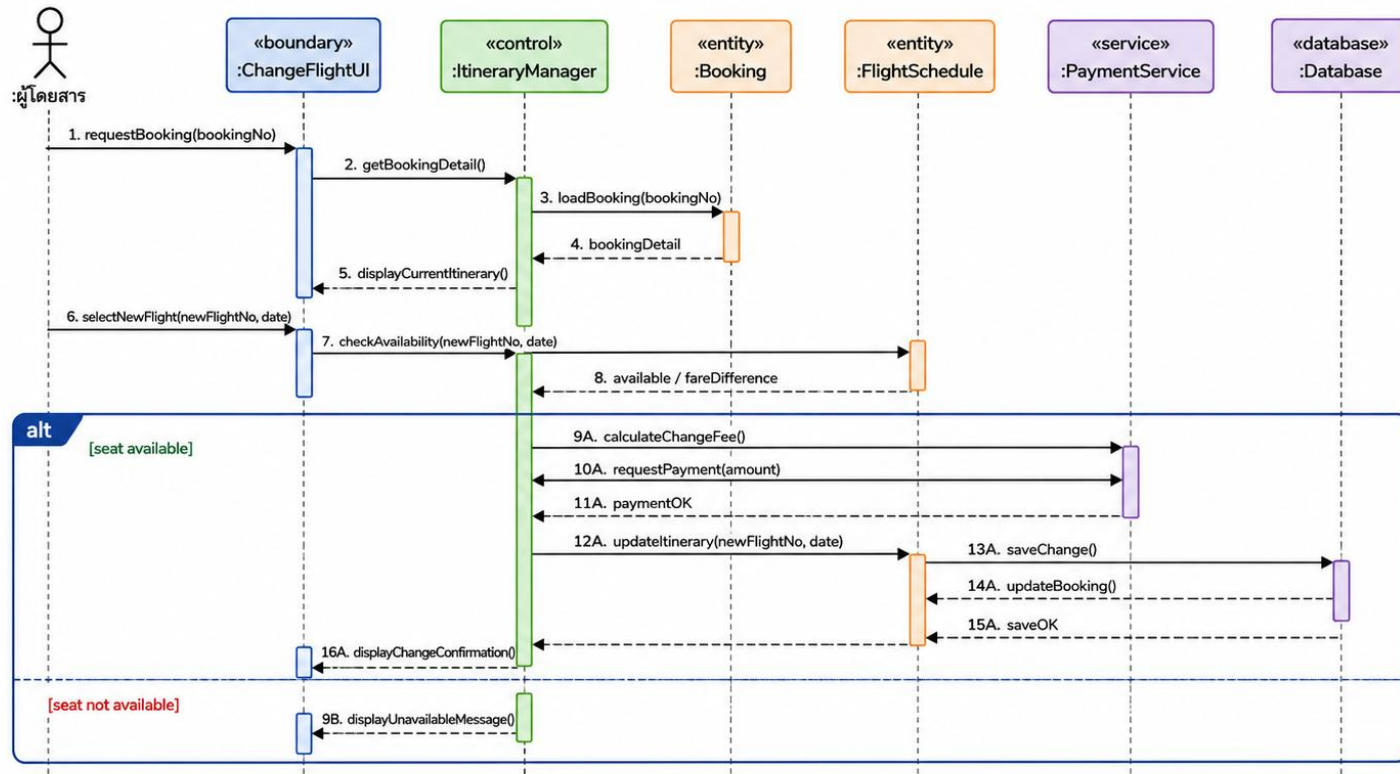 «boundary»
:ChangeFlightUI
«control»
:ItineraryManager
«entity»
:Booking
«entity»
:FlightSchedule
«service»
:PaymentService
«database»
:Database
:ผู้โดยสาร
1. requestBooking(bookingNo)
2. getBookingDetail()
3. loadBooking(bookingNo)
4. bookingDetail
5. displayCurrentItinerary()
6. selectNewFlight(newFlightNo, date)
7. checkAvailability(newFlightNo, date)
8. available / fareDifference
alt
[seat available]
9A. calculateChangeFee()
10A. requestPayment(amount)
11A. paymentOK
12A. updateItinerary(newFlightNo, date)
13A. saveChange()
14A. updateBooking()
15A. saveOK
16A. displayChangeConfirmation()
[seat not available]
9B. displayUnavailableMessage()